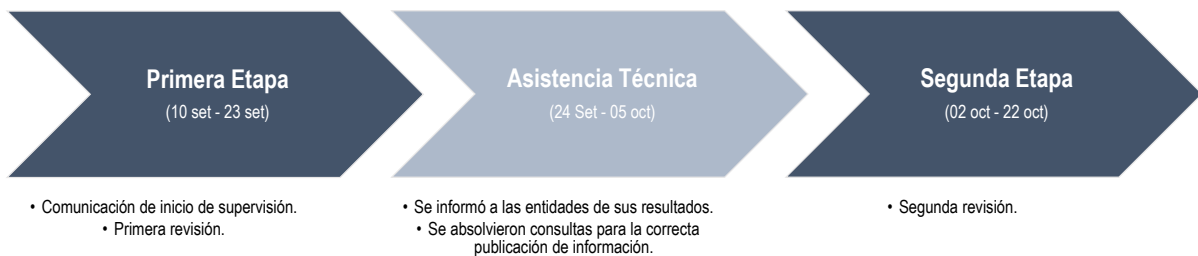 Primera Etapa
(10 set - 23 set)
Asistencia Técnica
(24 Set - 05 oct)
Segunda Etapa
(02 oct - 22 oct)
• Comunicación de inicio de supervisión.
• Primera revisión.
• Se informó a las entidades de sus resultados.
• Se absolvieron consultas para la correcta
publicación de información.
• Segunda revisión.